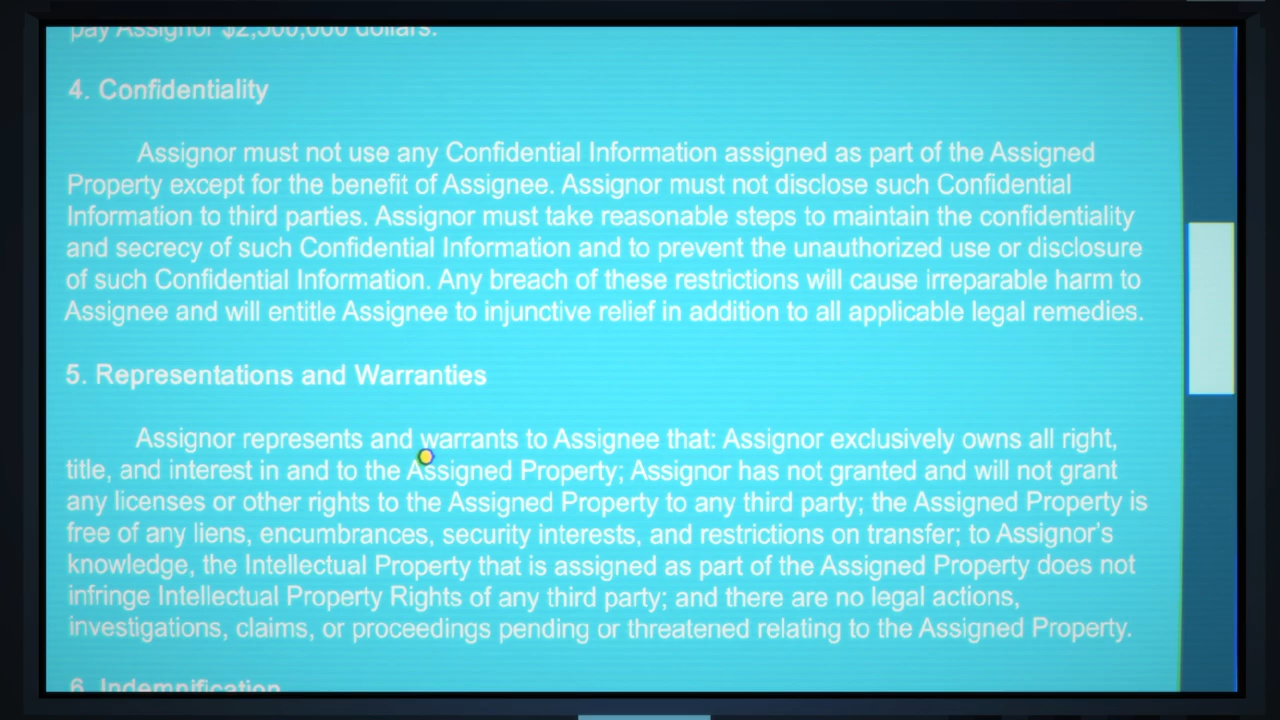 pay Assignor $2,500,000 dollars.
4. Confidentiality
Assignor must not use any Confidential Information assigned as part of the Assigned
Property except for the benefit of Assignee. Assignor must not disclose such Confidential
Information to third parties. Assignor must take reasonable steps to maintain the confidentiality
and secrecy of such Confidential Information and to prevent the unauthorized use or disclosure
of such Confidential Information. Any breach of these restrictions will cause irreparable harm to
Assignee and will entitle Assignee to injunctive relief in addition to all applicable legal remedies.
5. Representations and Warranties
Assignor represents and warrants to Assignee that: Assignor exclusively owns all right,
title, and interest in and to the Assigned Property; Assignor has not granted and will not grant
any licenses or other rights to the Assigned Property to any third party; the Assigned Property is
free of any liens, encumbrances, security interests, and restrictions on transfer; to Assignor's
knowledge, the Intellectual Property that is assigned as part of the Assigned Property does not
infringe Intellectual Property Rights of any third party; and there are no legal actions,
investigations, claims, or proceedings pending or threatened relating to the Assigned Property.
6. Indemnification